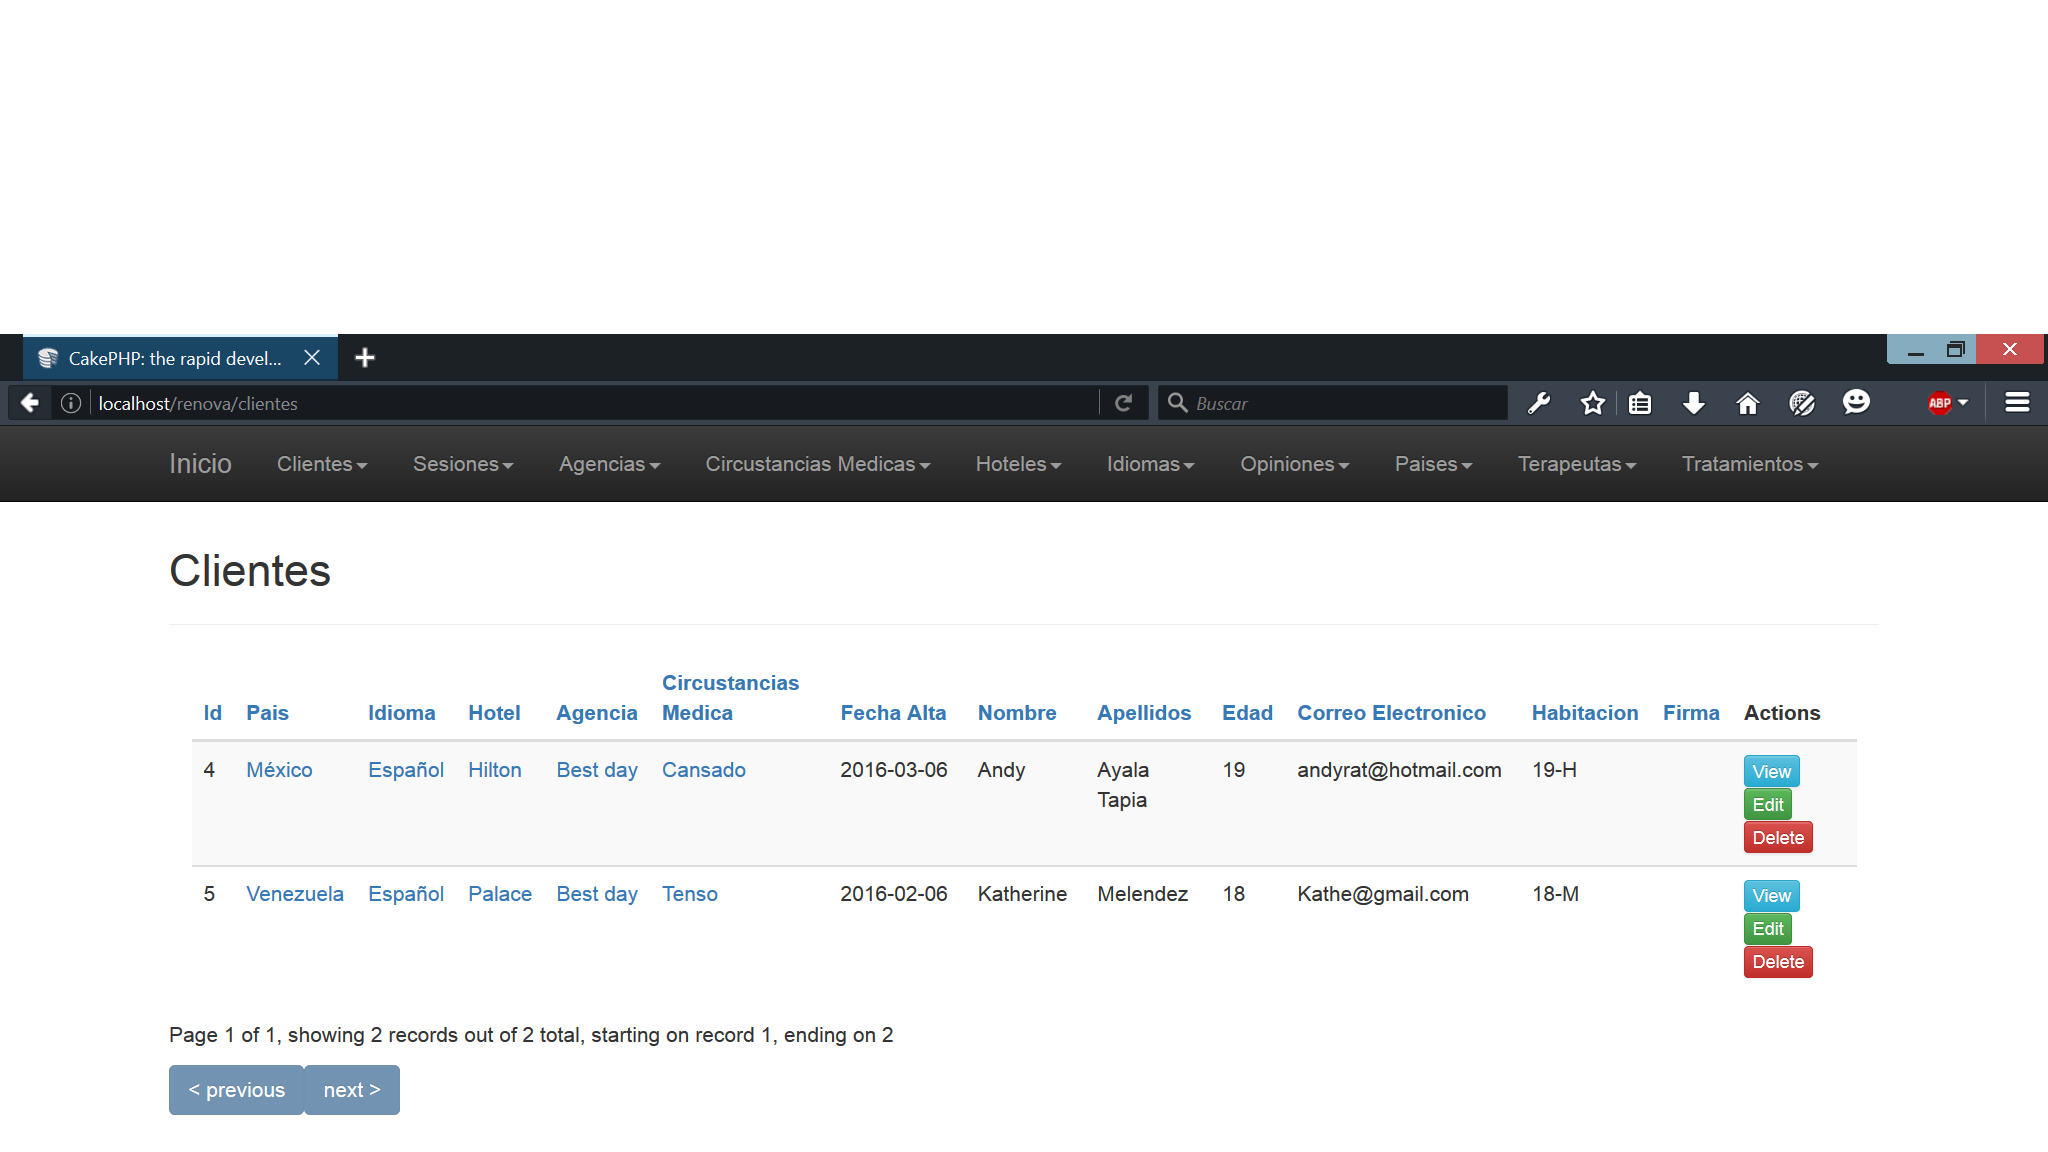 CakePHP: the rapid devel...
localhost/renova/clientes
Buscar
ABP
Inicio Clientes Sesiones Agencias Circustancias Medicas Hoteles Idiomas Opiniones Paises Terapeutas Tratamientos
Clientes
Id Pais Idioma Hotel Agencia Circustancias Medica Fecha Alta Nombre Apellidos Edad Correo Electronico Habitacion Firma Actions
4 México Español Hilton Best day Cansado 2016-03-06 Andy Ayala Tapia 19 andyrat@hotmail.com 19-H View
Edit
Delete
5 Venezuela Español Palace Best day Tenso 2016-02-06 Katherine Melendez 18 Kathe@gmail.com 18-M View
Edit
Delete
Page 1 of 1, showing 2 records out of 2 total, starting on record 1, ending on 2
< previous next >